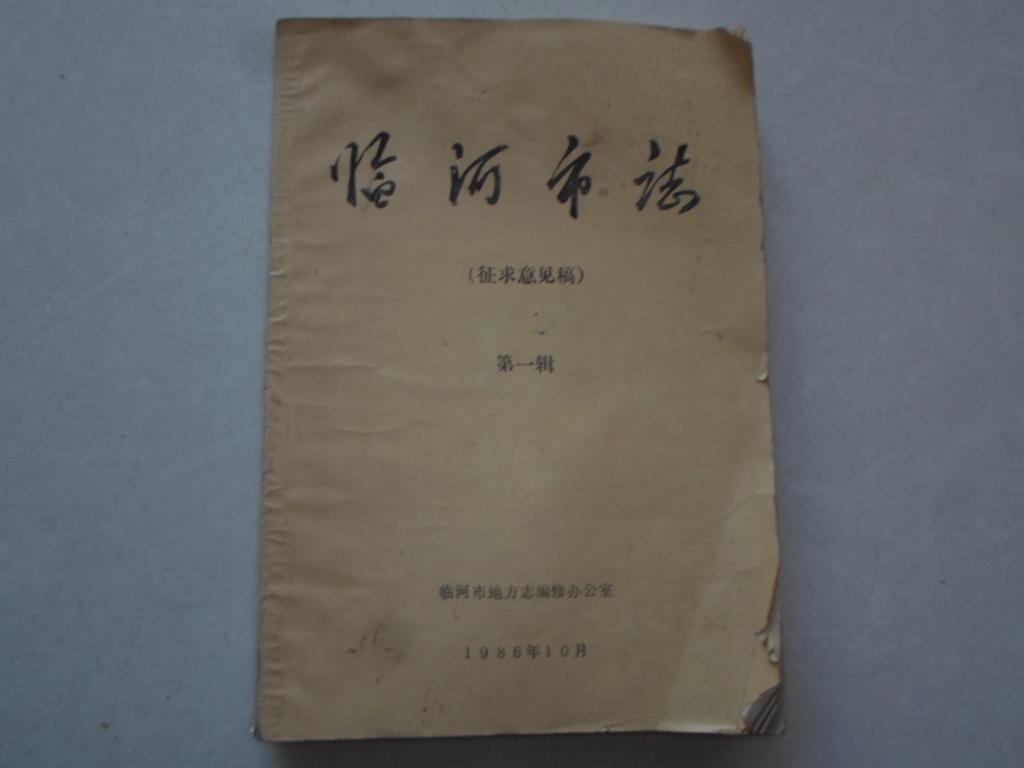 临河市誌
（征求意见稿）
第一辑
临河市地方志编修办公室
1986年10月